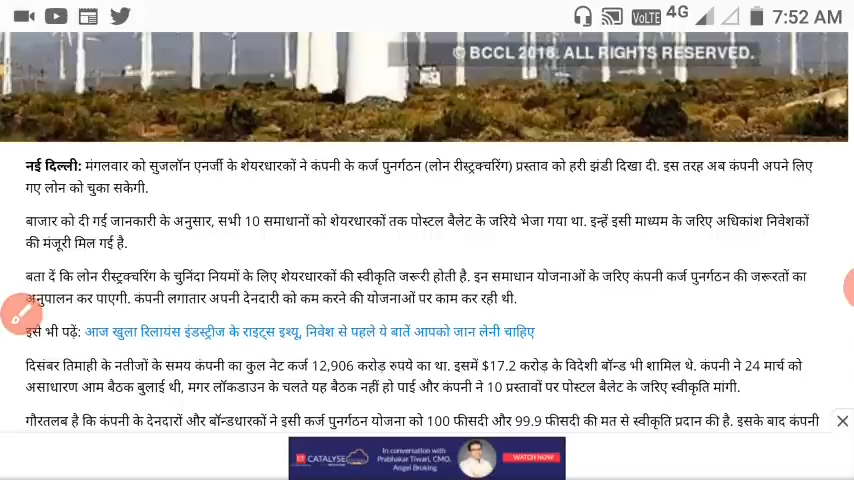 VoLTE 4G 7:52 AM
© BCCL 2018. ALL RIGHTS RESERVED.
नई दिल्ली: मंगलवार को सुजलॉन एनर्जी के शेयरधारकों ने कंपनी के कर्ज पुनर्गठन (लोन रीस्ट्रक्चरिंग) प्रस्ताव को हरी झंडी दिखा दी. इस तरह अब कंपनी अपने लिए
गए लोन को चुका सकेगी.
बाजार को दी गई जानकारी के अनुसार, सभी 10 समाधानों को शेयरधारकों तक पोस्टल बैलेट के जरिये भेजा गया था. इन्हें इसी माध्यम के जरिए अधिकांश निवेशकों
की मंजूरी मिल गई है.
बता दें कि लोन रीस्ट्रक्चरिंग के चुनिंदा नियमों के लिए शेयरधारकों की स्वीकृति जरूरी होती है. इन समाधान योजनाओं के जरिए कंपनी कर्ज पुनर्गठन की जरूरतों का
अनुपालन कर पाएगी. कंपनी लगातार अपनी देनदारी को कम करने की योजनाओं पर काम कर रही थी.
इसे भी पढ़ें: आज खुला रिलायंस इंडस्ट्रीज के राइट्स इश्यू, निवेश से पहले ये बातें आपको जान लेनी चाहिए
दिसंबर तिमाही के नतीजों के समय कंपनी का कुल नेट कर्ज 12,906 करोड़ रुपये का था. इसमें $17.2 करोड़ के विदेशी बॉन्ड भी शामिल थे. कंपनी ने 24 मार्च को
असाधारण आम बैठक बुलाई थी, मगर लॉकडाउन के चलते यह बैठक नहीं हो पाई और कंपनी ने 10 प्रस्तावों पर पोस्टल बैलेट के जरिए स्वीकृति मांगी.
गौरतलब है कि कंपनी के देनदारों और बॉन्डधारकों ने इसी कर्ज पुनर्गठन योजना को 100 फीसदी और 99.9 फीसदी की मत से स्वीकृति प्रदान की है. इसके बाद कंपनी
ET CATALYSE
In conversation with
Prabhakar Tiwari, CMO,
Angel Broking
WATCH NOW